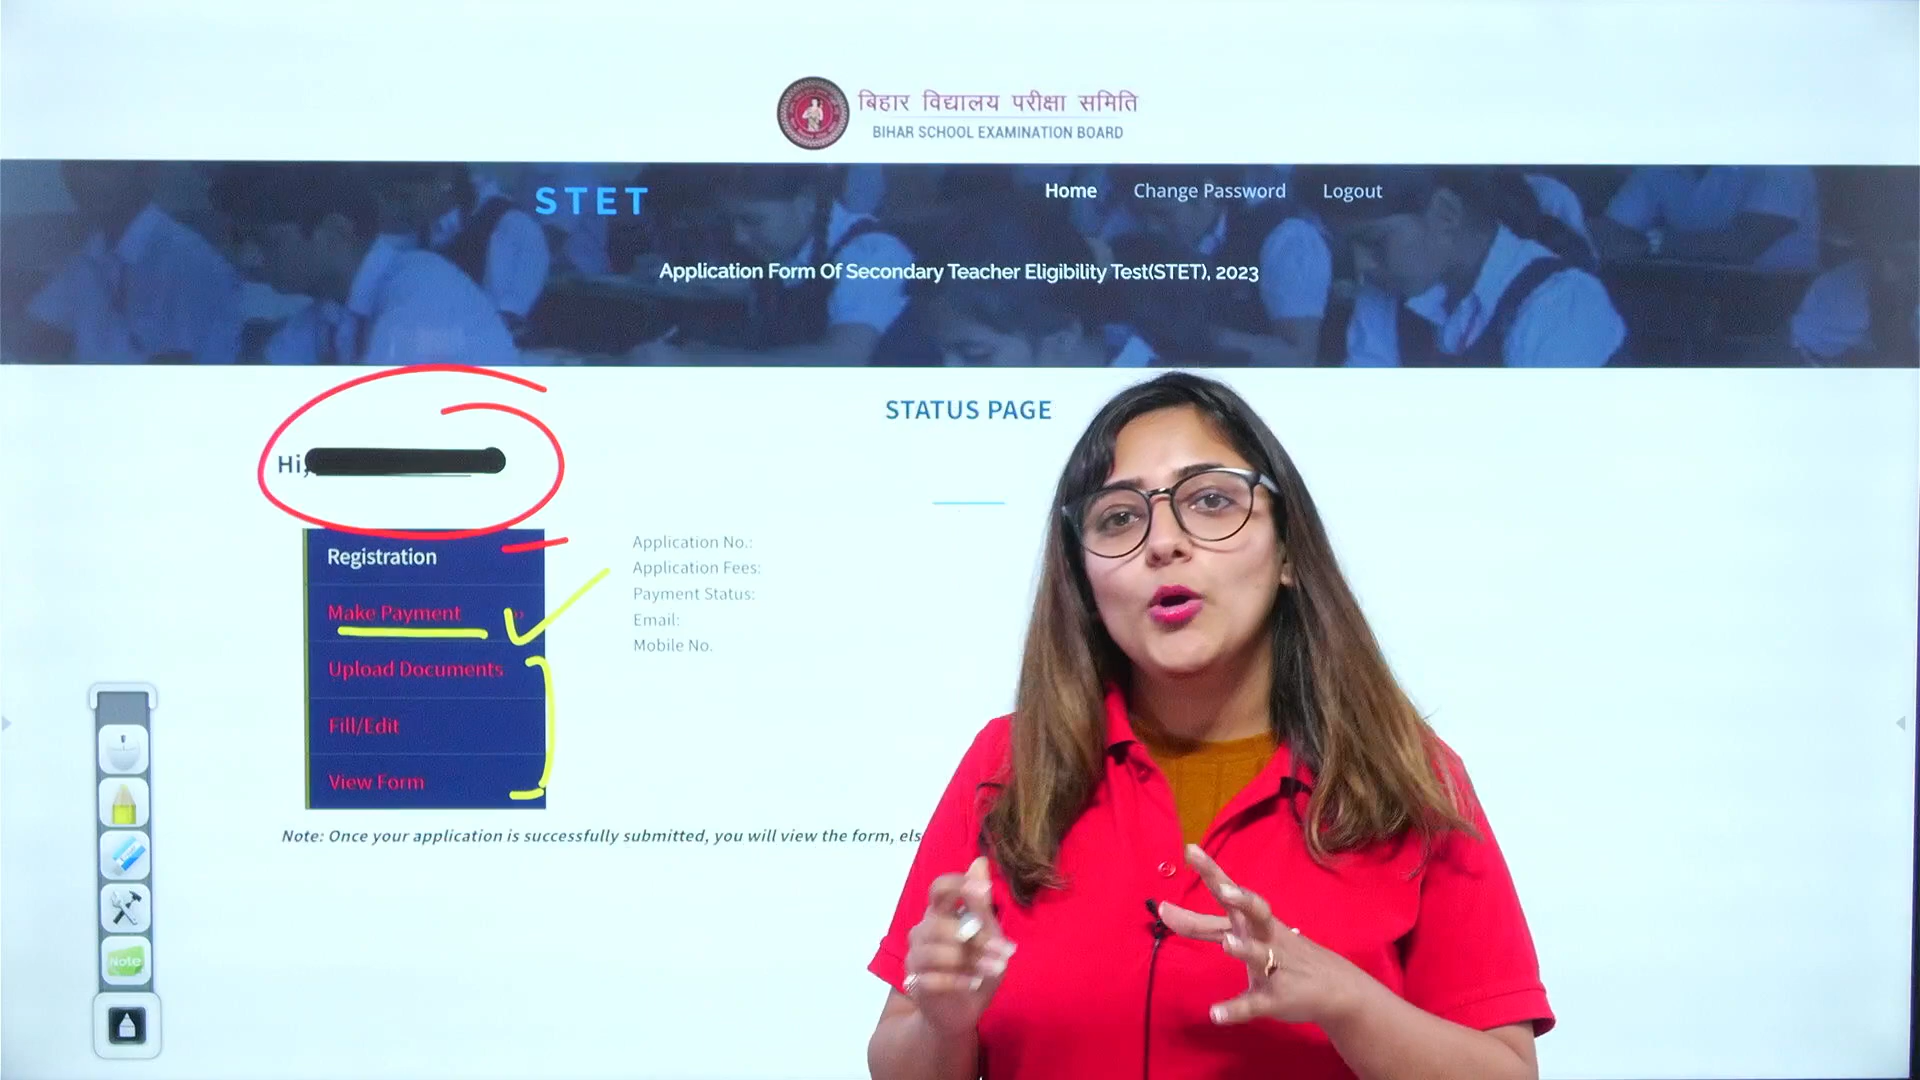 बिहार विद्यालय परीक्षा समिति
BIHAR SCHOOL EXAMINATION BOARD
STET
Home Change Password Logout
Application Form Of Secondary Teacher Eligibility Test(STET), 2023
STATUS PAGE
Hi,
Registration
Make Payment ››
Upload Documents
Fill/Edit
View Form
Application No.:
Application Fees:
Payment Status:
Email:
Mobile No.
Note: Once your application is successfully submitted, you will view the form, els
Note